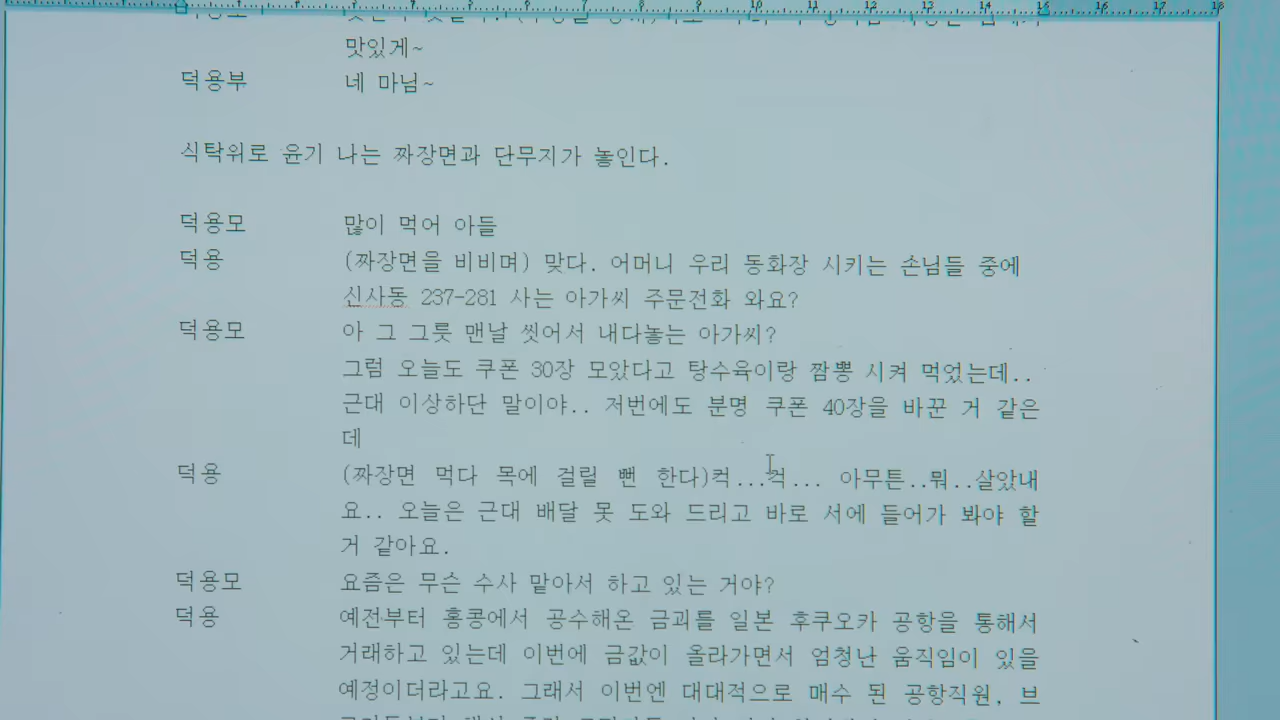 맛있게~
덕용부 네 마님~
식탁위로 윤기 나는 짜장면과 단무지가 놓인다.
덕용모 많이 먹어 아들
덕용 (짜장면을 비비며) 맞다. 어머니 우리 동화장 시키는 손님들 중에
신사동 237-281 사는 아가씨 주문전화 와요?
덕용모 아 그 그릇 맨날 씻어서 내다놓는 아가씨?
그럼 오늘도 쿠폰 30장 모았다고 탕수육이랑 짬뽕 시켜 먹었는데..
근대 이상하단 말이야.. 저번에도 분명 쿠폰 40장을 바꾼 거 같은
데
덕용 (짜장면 먹다 목에 걸릴 뻔 한다)컥...컥... 아무튼..뭐..살았내
요.. 오늘은 근대 배달 못 도와 드리고 바로 서에 들어가 봐야 할
거 같아요.
덕용모 요즘은 무슨 수사 맡아서 하고 있는 거야?
덕용 예전부터 홍콩에서 공수해온 금괴를 일본 후쿠오카 공항을 통해서
거래하고 있는데 이번에 금값이 올라가면서 엄청난 움직임이 있을
예정이더라고요. 그래서 이번엔 대대적으로 매수 된 공항직원, 브